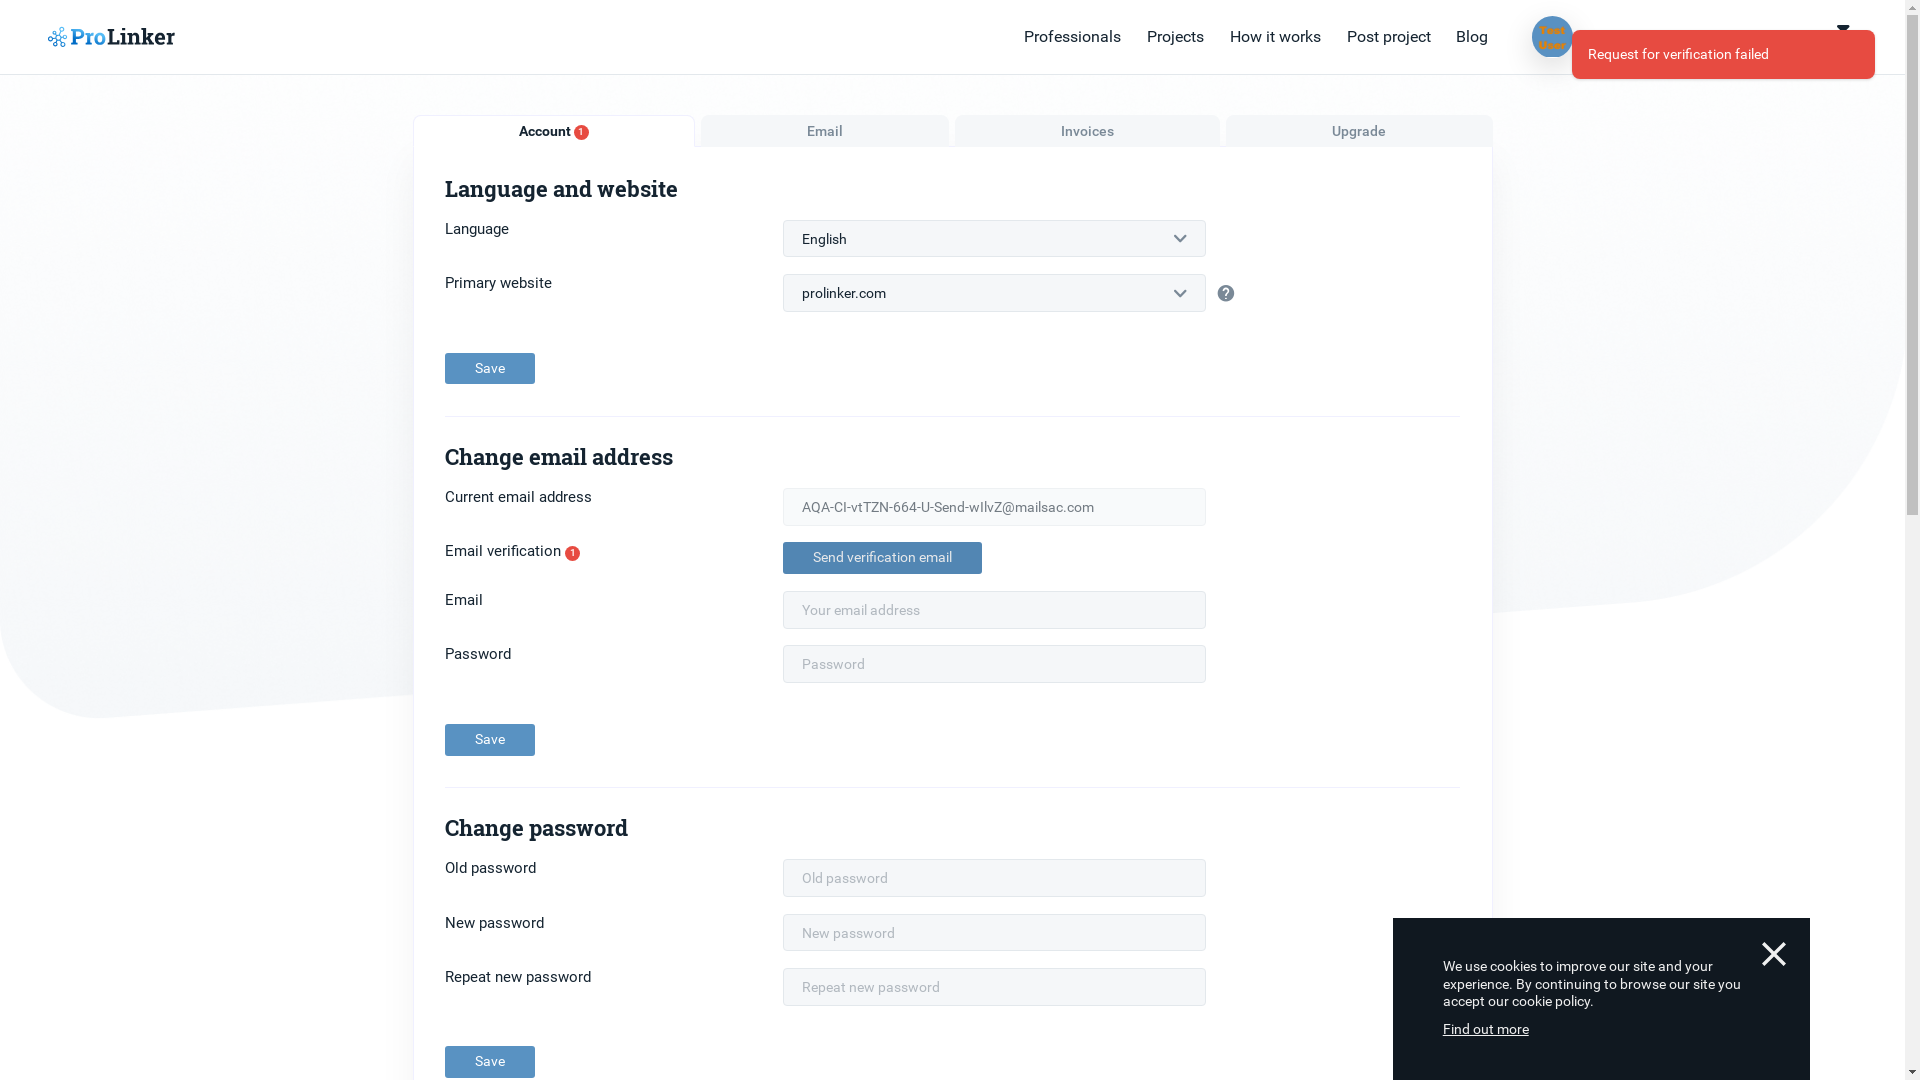 ProLinker
Professionals
Projects
How it works
Post project
Blog
Test
User
Request for verification failed
Account 1
Email
Invoices
Upgrade
Language and website
Language
English
Primary website
prolinker.com
?
Save
Change email address
Current email address
AQA-CI-vtTZN-664-U-Send-wIlvZ@mailsac.com
Email verification 1
Send verification email
Email
Your email address
Password
Password
Save
Change password
Old password
Old password
New password
New password
Repeat new password
Repeat new password
Save
We use cookies to improve our site and your
experience. By continuing to browse our site you
accept our cookie policy.
Find out more